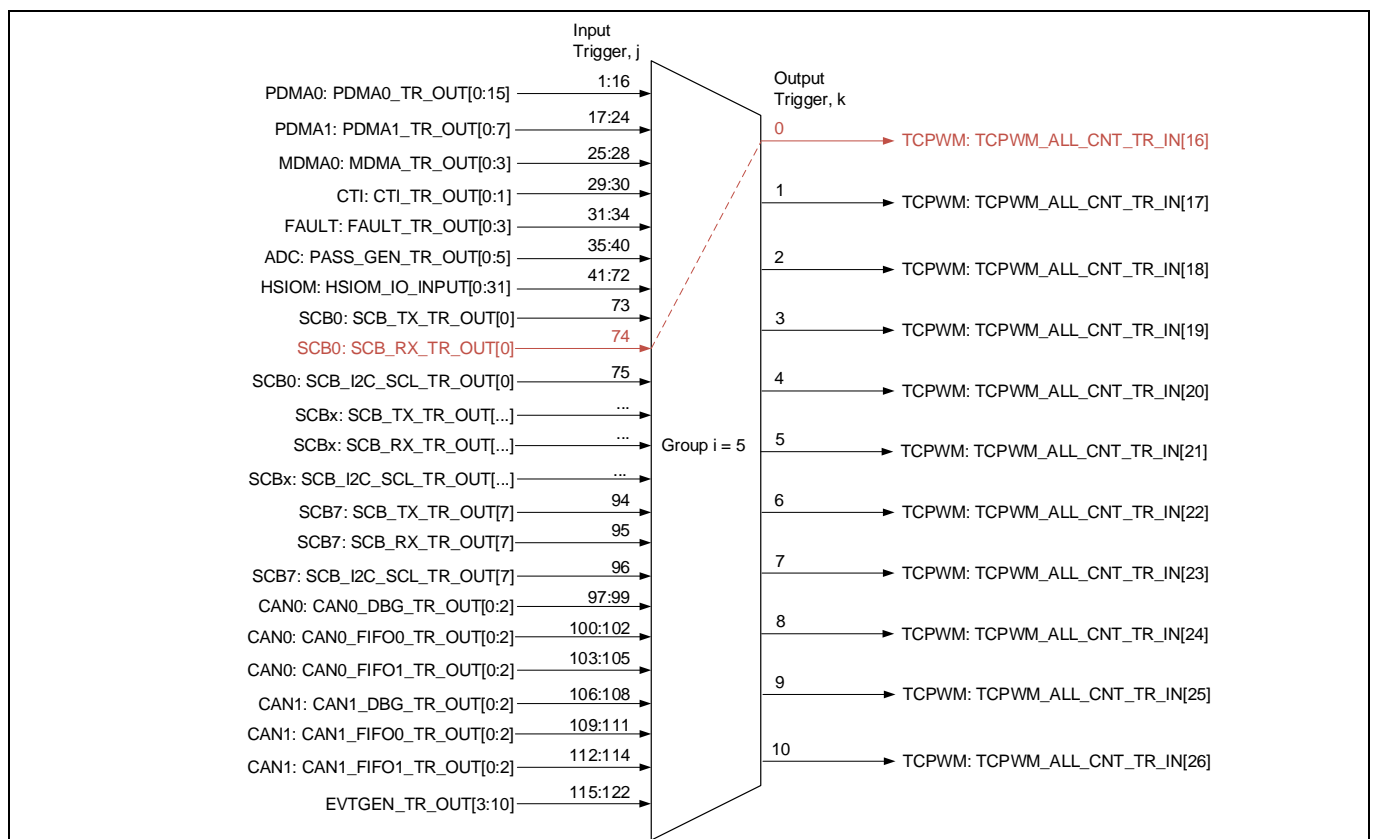 Input
Trigger, j
Output
Trigger, k
PDMA0: PDMA0_TR_OUT[0:15] 1:16
PDMA1: PDMA1_TR_OUT[0:7] 17:24
MDMA0: MDMA_TR_OUT[0:3] 25:28
CTI: CTI_TR_OUT[0:1] 29:30
FAULT: FAULT_TR_OUT[0:3] 31:34
ADC: PASS_GEN_TR_OUT[0:5] 35:40
HSIOM: HSIOM_IO_INPUT[0:31] 41:72
SCB0: SCB_TX_TR_OUT[0] 73
SCB0: SCB_RX_TR_OUT[0] 74
SCB0: SCB_I2C_SCL_TR_OUT[0] 75
SCBx: SCB_TX_TR_OUT[...] ...
SCBx: SCB_RX_TR_OUT[...] ...
SCBx: SCB_I2C_SCL_TR_OUT[...] ...
SCB7: SCB_TX_TR_OUT[7] 94
SCB7: SCB_RX_TR_OUT[7] 95
SCB7: SCB_I2C_SCL_TR_OUT[7] 96
CAN0: CAN0_DBG_TR_OUT[0:2] 97:99
CAN0: CAN0_FIFO0_TR_OUT[0:2] 100:102
CAN0: CAN0_FIFO1_TR_OUT[0:2] 103:105
CAN1: CAN1_DBG_TR_OUT[0:2] 106:108
CAN1: CAN1_FIFO0_TR_OUT[0:2] 109:111
CAN1: CAN1_FIFO1_TR_OUT[0:2] 112:114
EVTGEN_TR_OUT[3:10] 115:122
Group i = 5
0 TCPWM: TCPWM_ALL_CNT_TR_IN[16]
1 TCPWM: TCPWM_ALL_CNT_TR_IN[17]
2 TCPWM: TCPWM_ALL_CNT_TR_IN[18]
3 TCPWM: TCPWM_ALL_CNT_TR_IN[19]
4 TCPWM: TCPWM_ALL_CNT_TR_IN[20]
5 TCPWM: TCPWM_ALL_CNT_TR_IN[21]
6 TCPWM: TCPWM_ALL_CNT_TR_IN[22]
7 TCPWM: TCPWM_ALL_CNT_TR_IN[23]
8 TCPWM: TCPWM_ALL_CNT_TR_IN[24]
9 TCPWM: TCPWM_ALL_CNT_TR_IN[25]
10 TCPWM: TCPWM_ALL_CNT_TR_IN[26]